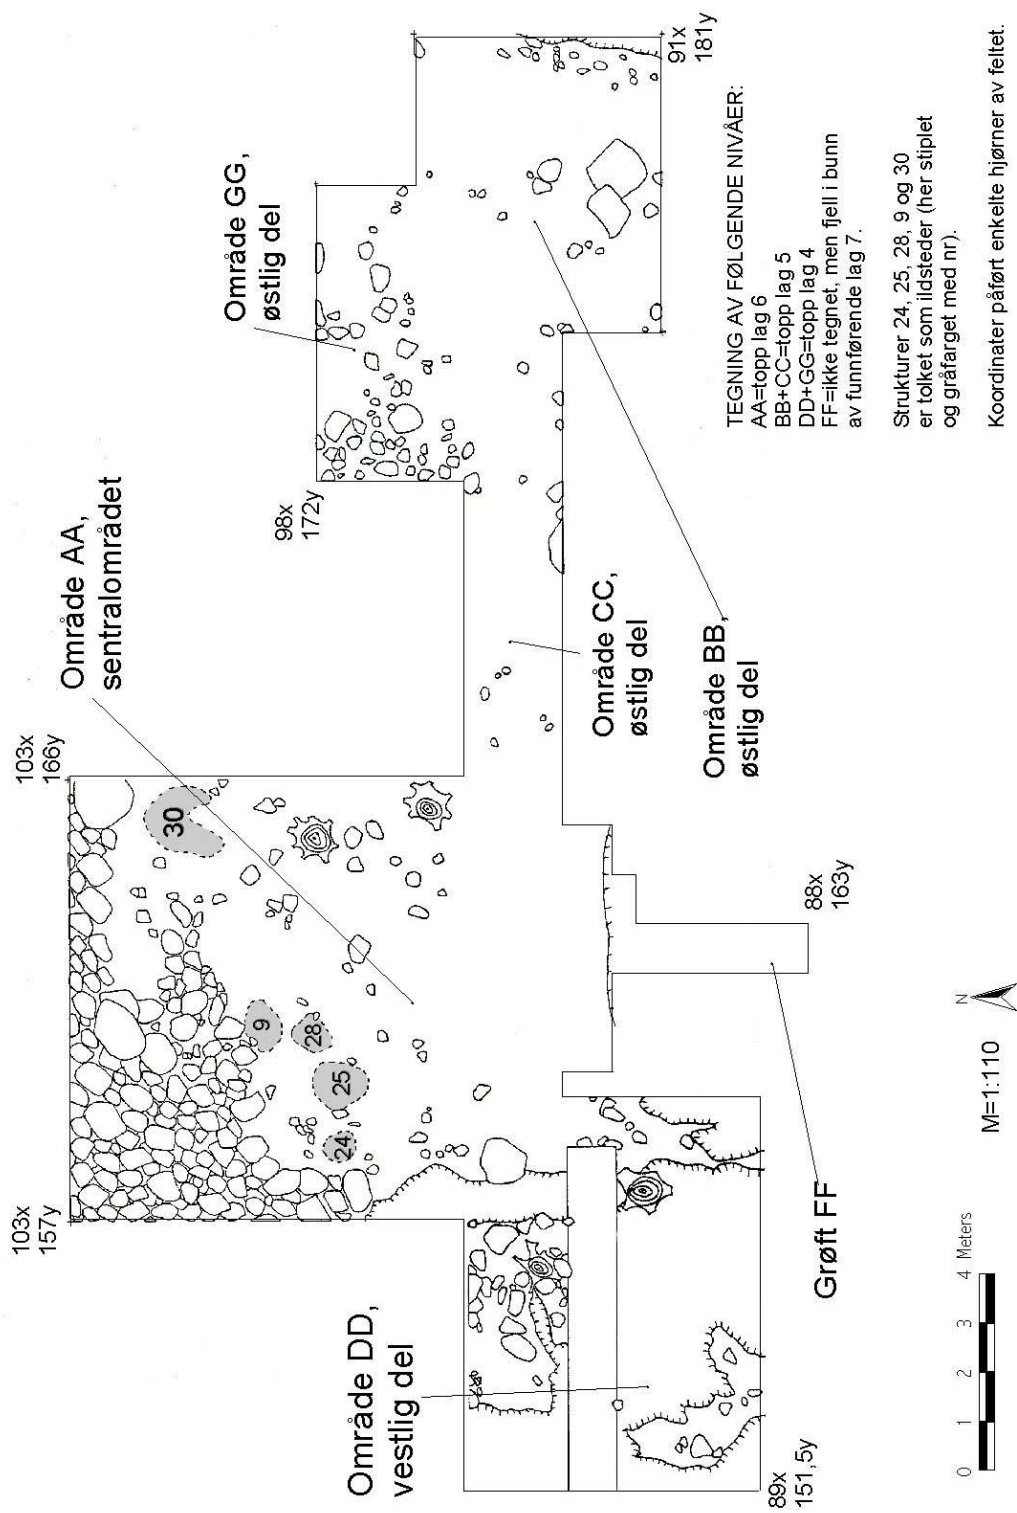 Område AA,
sentralområdet
Område GG,
østlig del
103x
157y
103x
166y
98x
172y
91x
181y
30
9
28
25
24
Område DD,
vestlig del
Område CC,
østlig del
Område BB,
østlig del
Grøft FF
89x
151,5y
88x
163y
TEGNING AV FØLGENDE NIVÅER:
AA=topp lag 6
BB+CC=topp lag 5
DD+GG=topp lag 4
FF=ikke tegnet, men fjell i bunn
av funnførende lag 7.
Strukturer 24, 25, 28, 9 og 30
er tolket som ildsteder (her stiplet
og gråfarget med nr).
Koordinater påført enkelte hjørner av feltet.
0 1 2 3 4 Meters
M=1:110
N